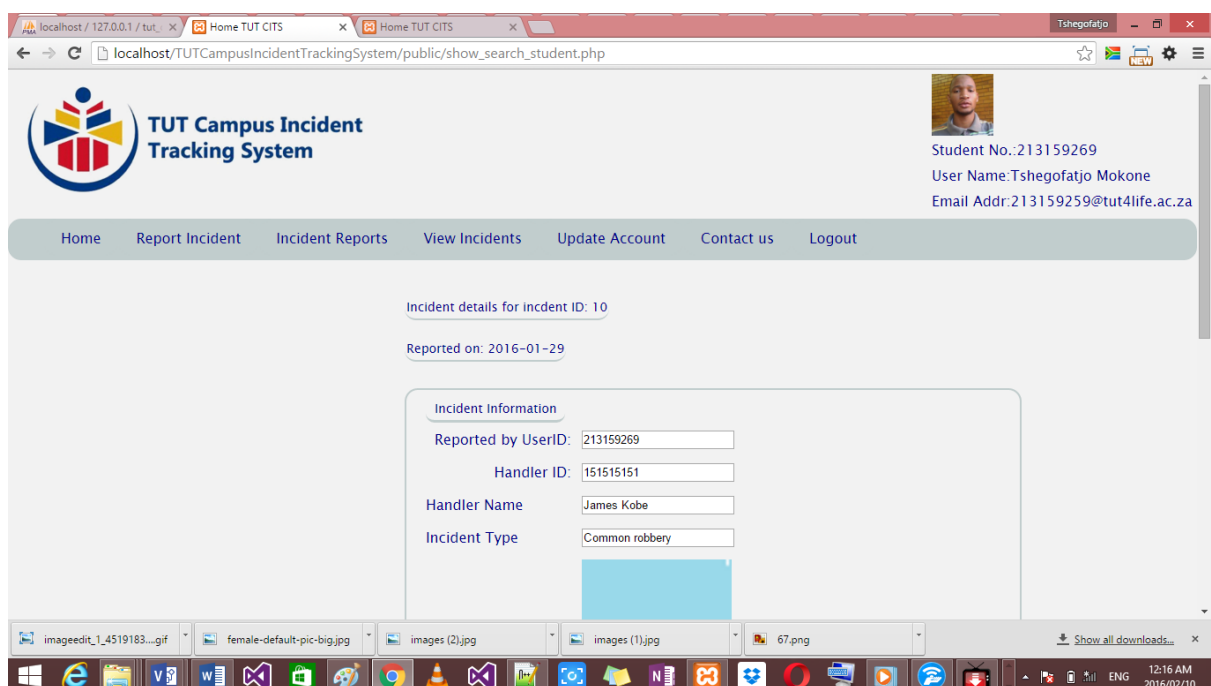 localhost / 127.0.0.1 / tut_
Home TUT CITS
Home TUT CITS
Tshegofatjo
localhost/TUTCampusIncidentTrackingSystem/public/show_search_student.php
NEW
TUT Campus Incident
Tracking System
Student No.:213159269
User Name:Tshegofatjo Mokone
Email Addr:213159259@tut4life.ac.za
Home Report Incident Incident Reports View Incidents Update Account Contact us Logout
Incident details for incdent ID: 10
Reported on: 2016-01-29
Incident Information
Reported by UserID: 213159269
Handler ID: 151515151
Handler Name James Kobe
Incident Type Common robbery
imageedit_1_4519183....gif female-default-pic-big.jpg images (2).jpg images (1).jpg 67.png Show all downloads...
ENG 12:16 AM
2016/02/10